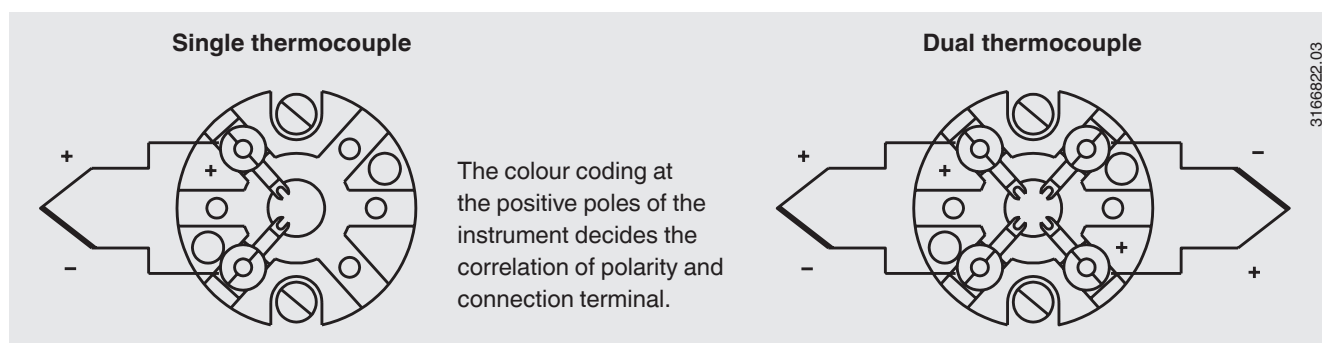 Single thermocouple
Dual thermocouple
3166822.03
+
+
−
The colour coding at
the positive poles of the
instrument decides the
correlation of polarity and
connection terminal.
+
+
−
−
+
+